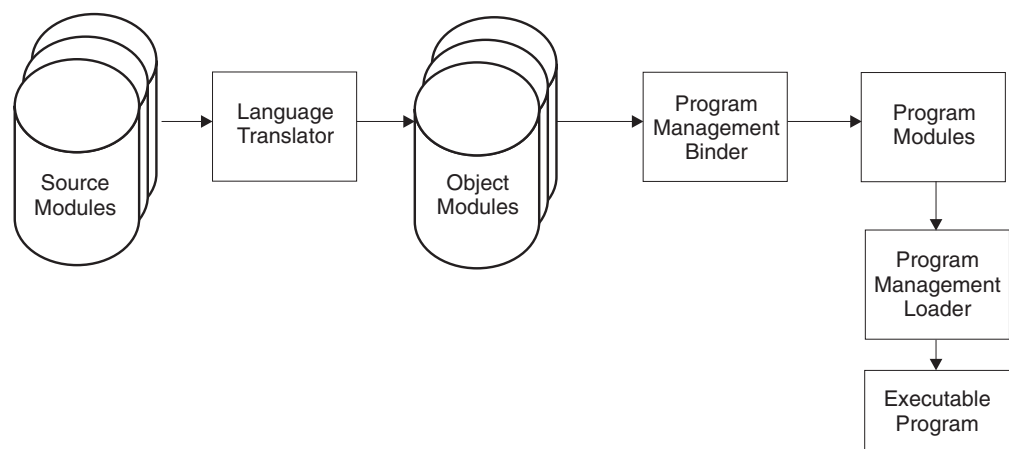 Source
Modules
Language
Translator
Object
Modules
Program
Management
Binder
Program
Modules
Program
Management
Loader
Executable
Program